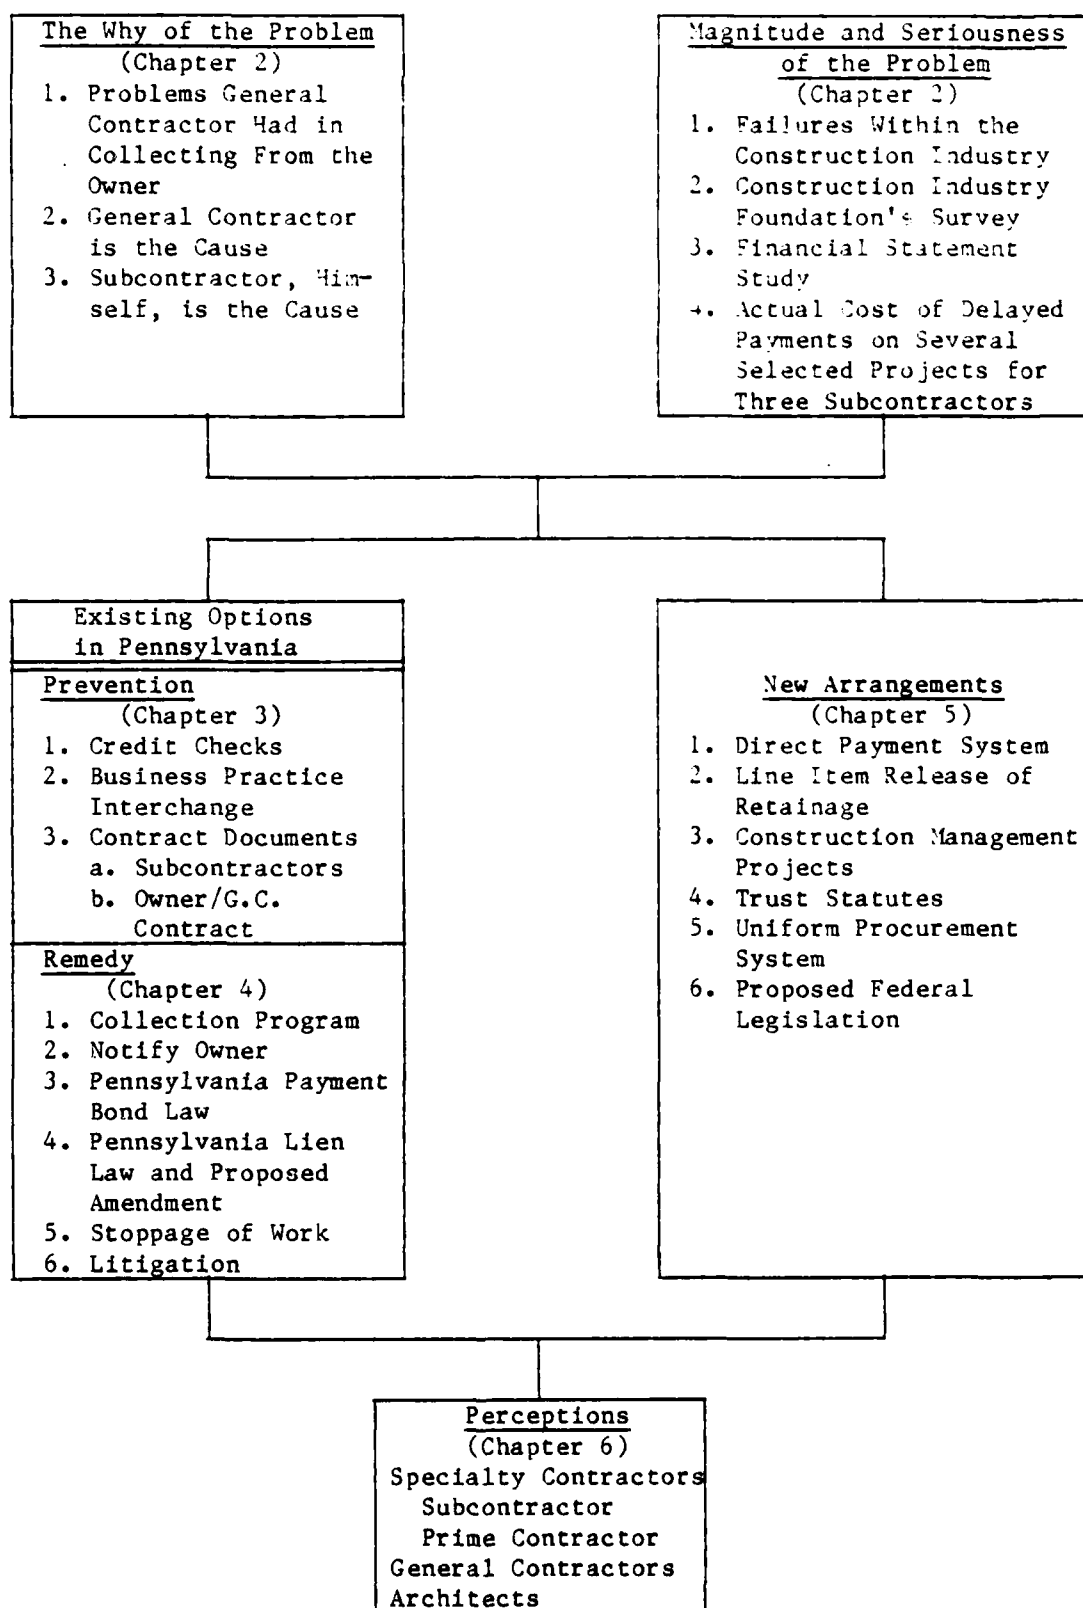 The Why of the Problem
(Chapter 2)
1. Problems General
Contractor Had in
Collecting From the
Owner
2. General Contractor
is the Cause
3. Subcontractor, Him-
self, is the Cause
Magnitude and Seriousness
of the Problem
(Chapter 2)
1. Failures Within the
Construction Industry
2. Construction Industry
Foundation's Survey
3. Financial Statement
Study
4. Actual Cost of Delayed
Payments on Several
Selected Projects for
Three Subcontractors
Existing Options
in Pennsylvania
Prevention
(Chapter 3)
1. Credit Checks
2. Business Practice
Interchange
3. Contract Documents
a. Subcontractors
b. Owner/G.C.
Contract
Remedy
(Chapter 4)
1. Collection Program
2. Notify Owner
3. Pennsylvania Payment
Bond Law
4. Pennsylvania Lien
Law and Proposed
Amendment
5. Stoppage of Work
6. Litigation
New Arrangements
(Chapter 5)
1. Direct Payment System
2. Line Item Release of
Retainage
3. Construction Management
Projects
4. Trust Statutes
5. Uniform Procurement
System
6. Proposed Federal
Legislation
Perceptions
(Chapter 6)
Specialty Contractors
Subcontractor
Prime Contractor
General Contractors
Architects